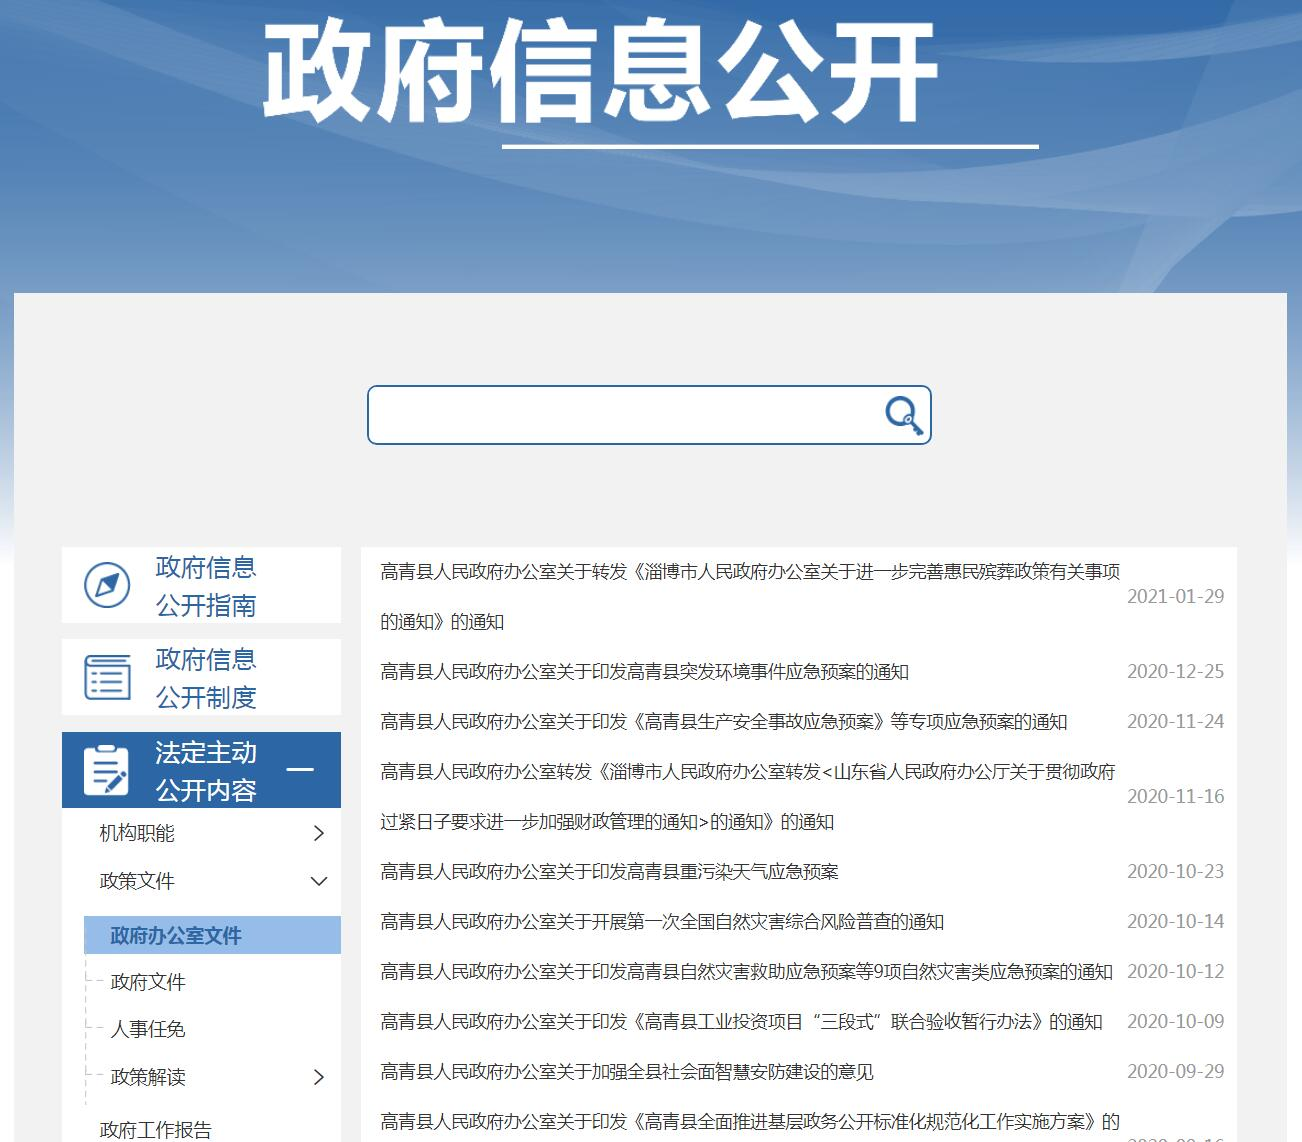 政府信息公开
政府信息
公开指南
政府信息
公开制度
法定主动
公开内容
机构职能
政策文件
政府办公室文件
政府文件
人事任免
政策解读
政府工作报告
高青县人民政府办公室关于转发《淄博市人民政府办公室关于进一步完善惠民殡葬政策有关事项
的通知》的通知
2021-01-29
高青县人民政府办公室关于印发高青县突发环境事件应急预案的通知
2020-12-25
高青县人民政府办公室关于印发《高青县生产安全事故应急预案》等专项应急预案的通知
2020-11-24
高青县人民政府办公室转发《淄博市人民政府办公室转发<山东省人民政府办公厅关于贯彻政府
过紧日子要求进一步加强财政管理的通知>的通知》的通知
2020-11-16
高青县人民政府办公室关于印发高青县重污染天气应急预案
2020-10-23
高青县人民政府办公室关于开展第一次全国自然灾害综合风险普查的通知
2020-10-14
高青县人民政府办公室关于印发高青县自然灾害救助应急预案等9项自然灾害类应急预案的通知
2020-10-12
高青县人民政府办公室关于印发《高青县工业投资项目“三段式”联合验收暂行办法》的通知
2020-10-09
高青县人民政府办公室关于加强全县社会面智慧安防建设的意见
2020-09-29
高青县人民政府办公室关于印发《高青县全面推进基层政务公开标准化规范化工作实施方案》的